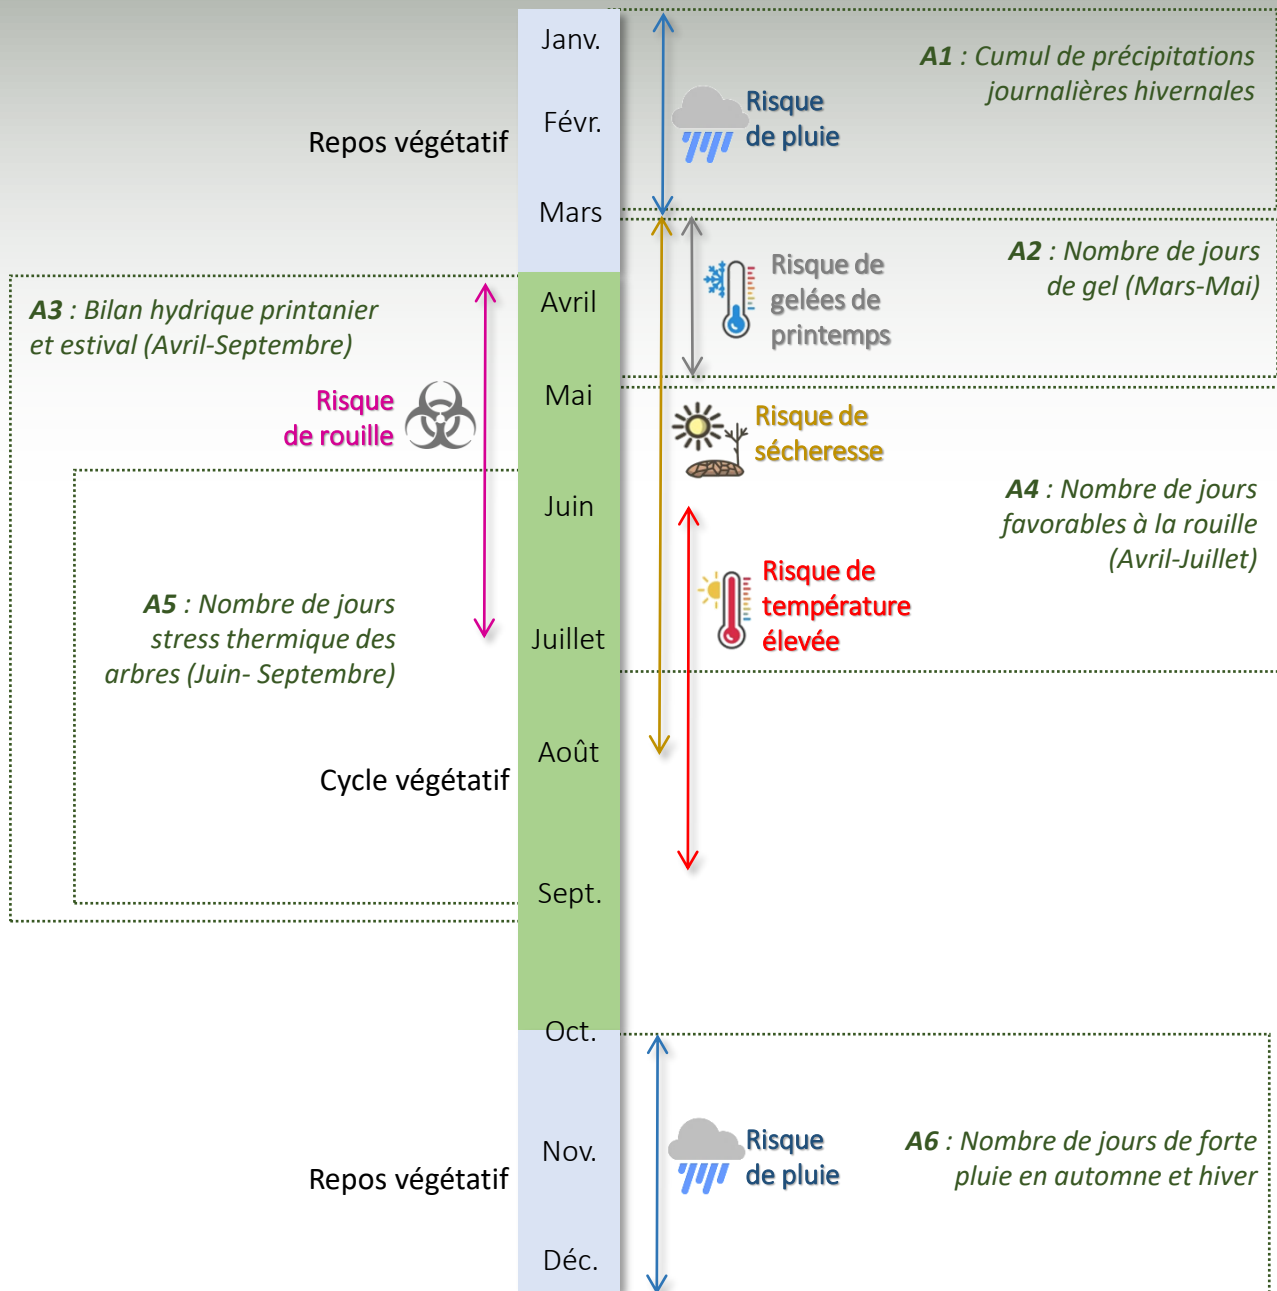 Janv.
A1 : Cumul de précipitations
journalières hivernales
Risque
de pluie
Févr.
Repos végétatif
Mars
A2 : Nombre de jours
de gel (Mars-Mai)
Risque de
gelées de
printemps
A3 : Bilan hydrique printanier
et estival (Avril-Septembre)
Avril
Risque
de rouille
Mai
Risque de
sécheresse
A4 : Nombre de jours
favorables à la rouille
(Avril-Juillet)
Juin
A5 : Nombre de jours
stress thermique des
arbres (Juin- Septembre)
Risque de
température
élevée
Juillet
Août
Cycle végétatif
Sept.
Oct.
Nov.
Risque
de pluie
A6 : Nombre de jours de forte
pluie en automne et hiver
Repos végétatif
Déc.